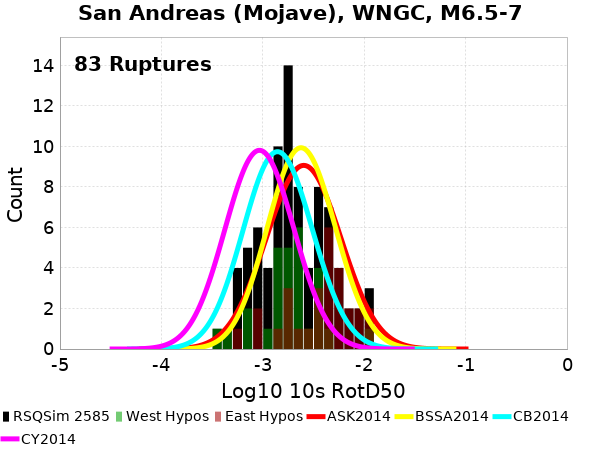 San Andreas (Mojave), WNGC, M6.5-7
83 Ruptures
Count
14
12
10
8
6
4
2
0
-5 -4 -3 -2 -1 0
Log10 10s RotD50
RSQSim 2585 West Hypos East Hypos ASK2014 BSSA2014 CB2014
CY2014